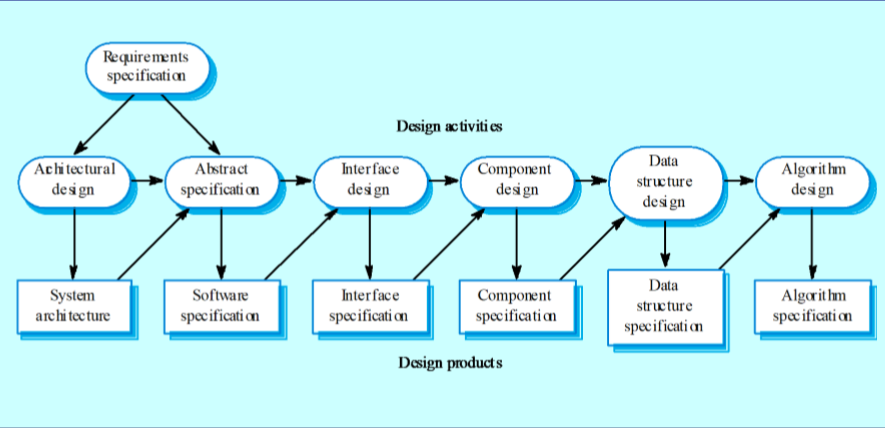 Requirements
specification
Design activities
Architectural
design
Abstract
specification
Interface
design
Component
design
Data
structure
design
Algorithm
design
System
architecture
Software
specification
Interface
specification
Component
specification
Data
structure
specification
Algorithm
specification
Design products